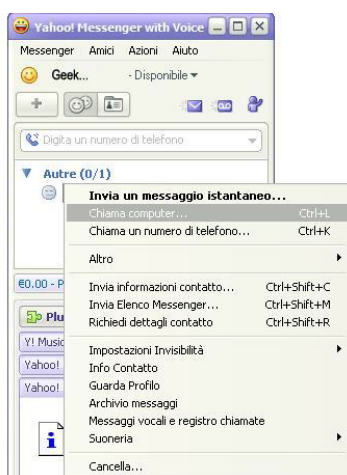 Yahoo! Messenger with Voice
Messenger Amici Azioni Aiuto
Geek... - Disponibile
Digita un numero di telefono
Autre (0/1)
Invia un messaggio istantaneo...
Chiama computer... Ctrl+L
Chiama un numero di telefono... Ctrl+K
Altro
€0.00 - P
Invia informazioni contatto... Ctrl+Shift+C
Invia Elenco Messenger... Ctrl+Shift+M
Richiedi dettagli contatto Ctrl+Shift+R
Plu
Y! Music
Yahoo!
Yahoo!
Impostazioni Invisibilità
Info Contatto
Guarda Profilo
Archivio messaggi
Messaggi vocali e registro chiamate
Suoneria
Cancella...